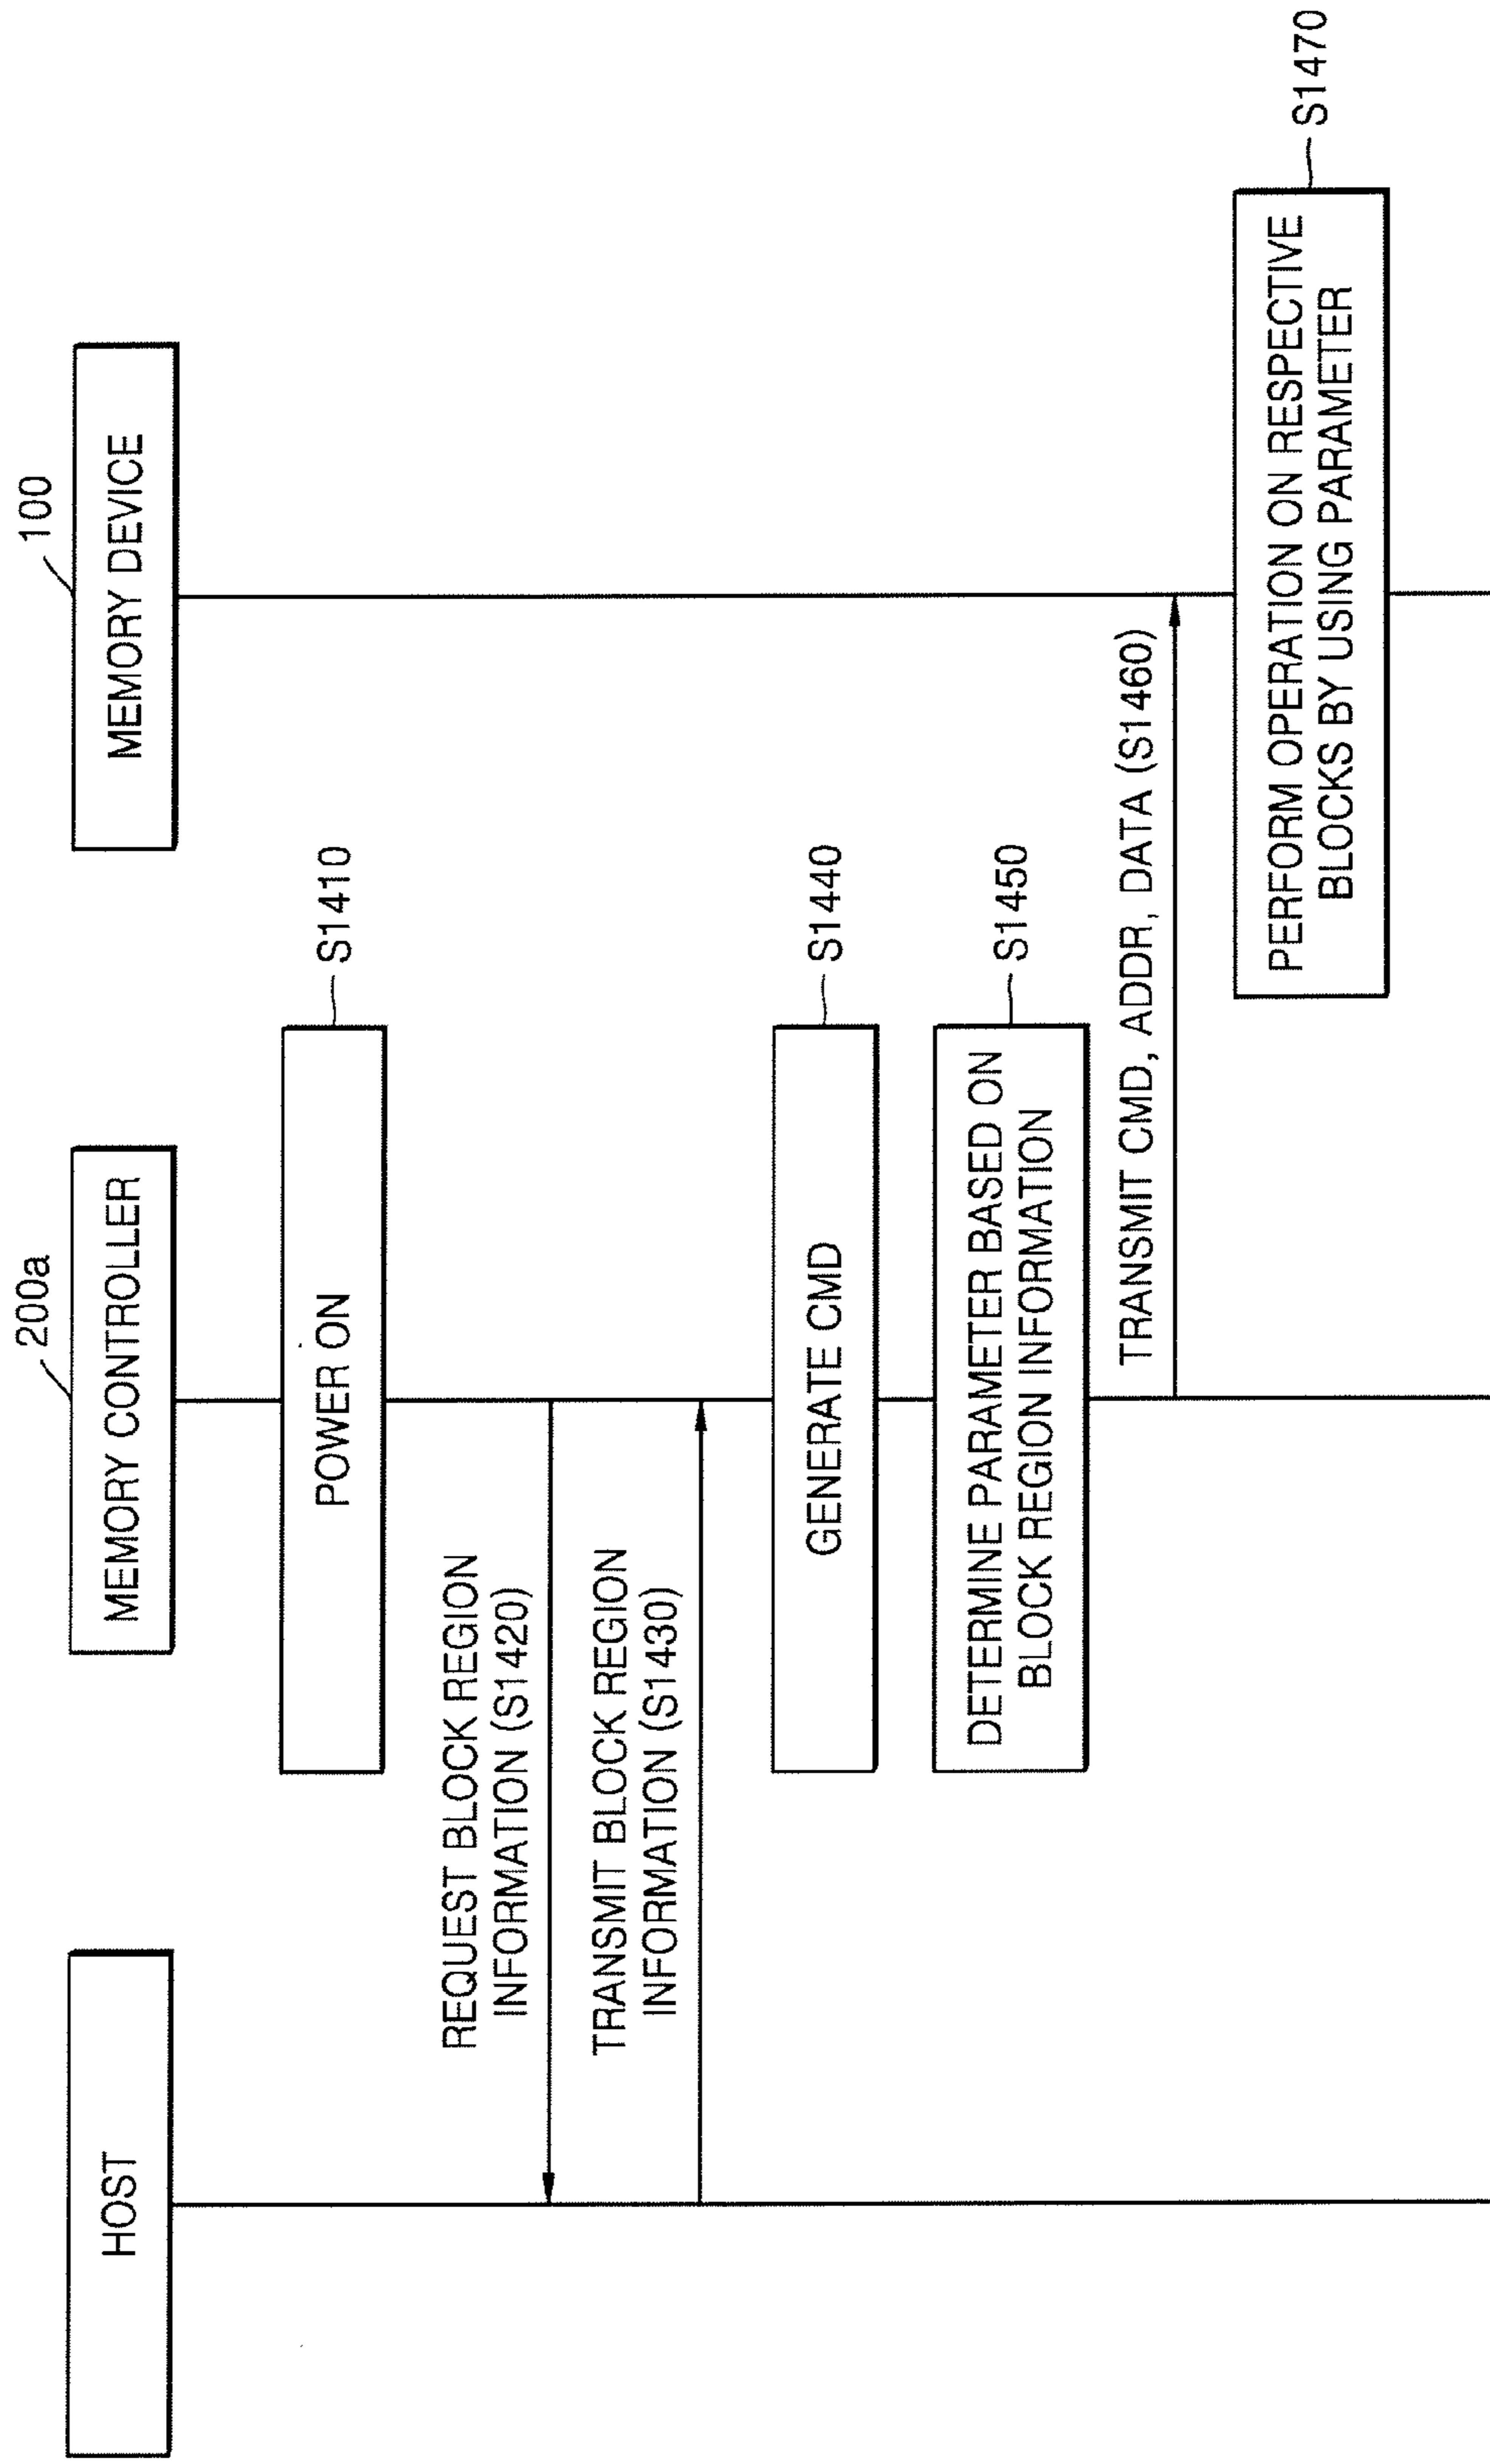 200a
100
HOST
MEMORY CONTROLLER
MEMORY DEVICE
POWER ON
S1410
REQUEST BLOCK REGION
INFORMATION (S1420)
TRANSMIT BLOCK REGION
INFORMATION (S1430)
GENERATE CMD
S1440
DETERMINE PARAMETER BASED ON
BLOCK REGION INFORMATION
S1450
TRANSMIT CMD, ADDR, DATA (S1460)
PERFORM OPERATION ON RESPECTIVE
BLOCKS BY USING PARAMETER
S1470